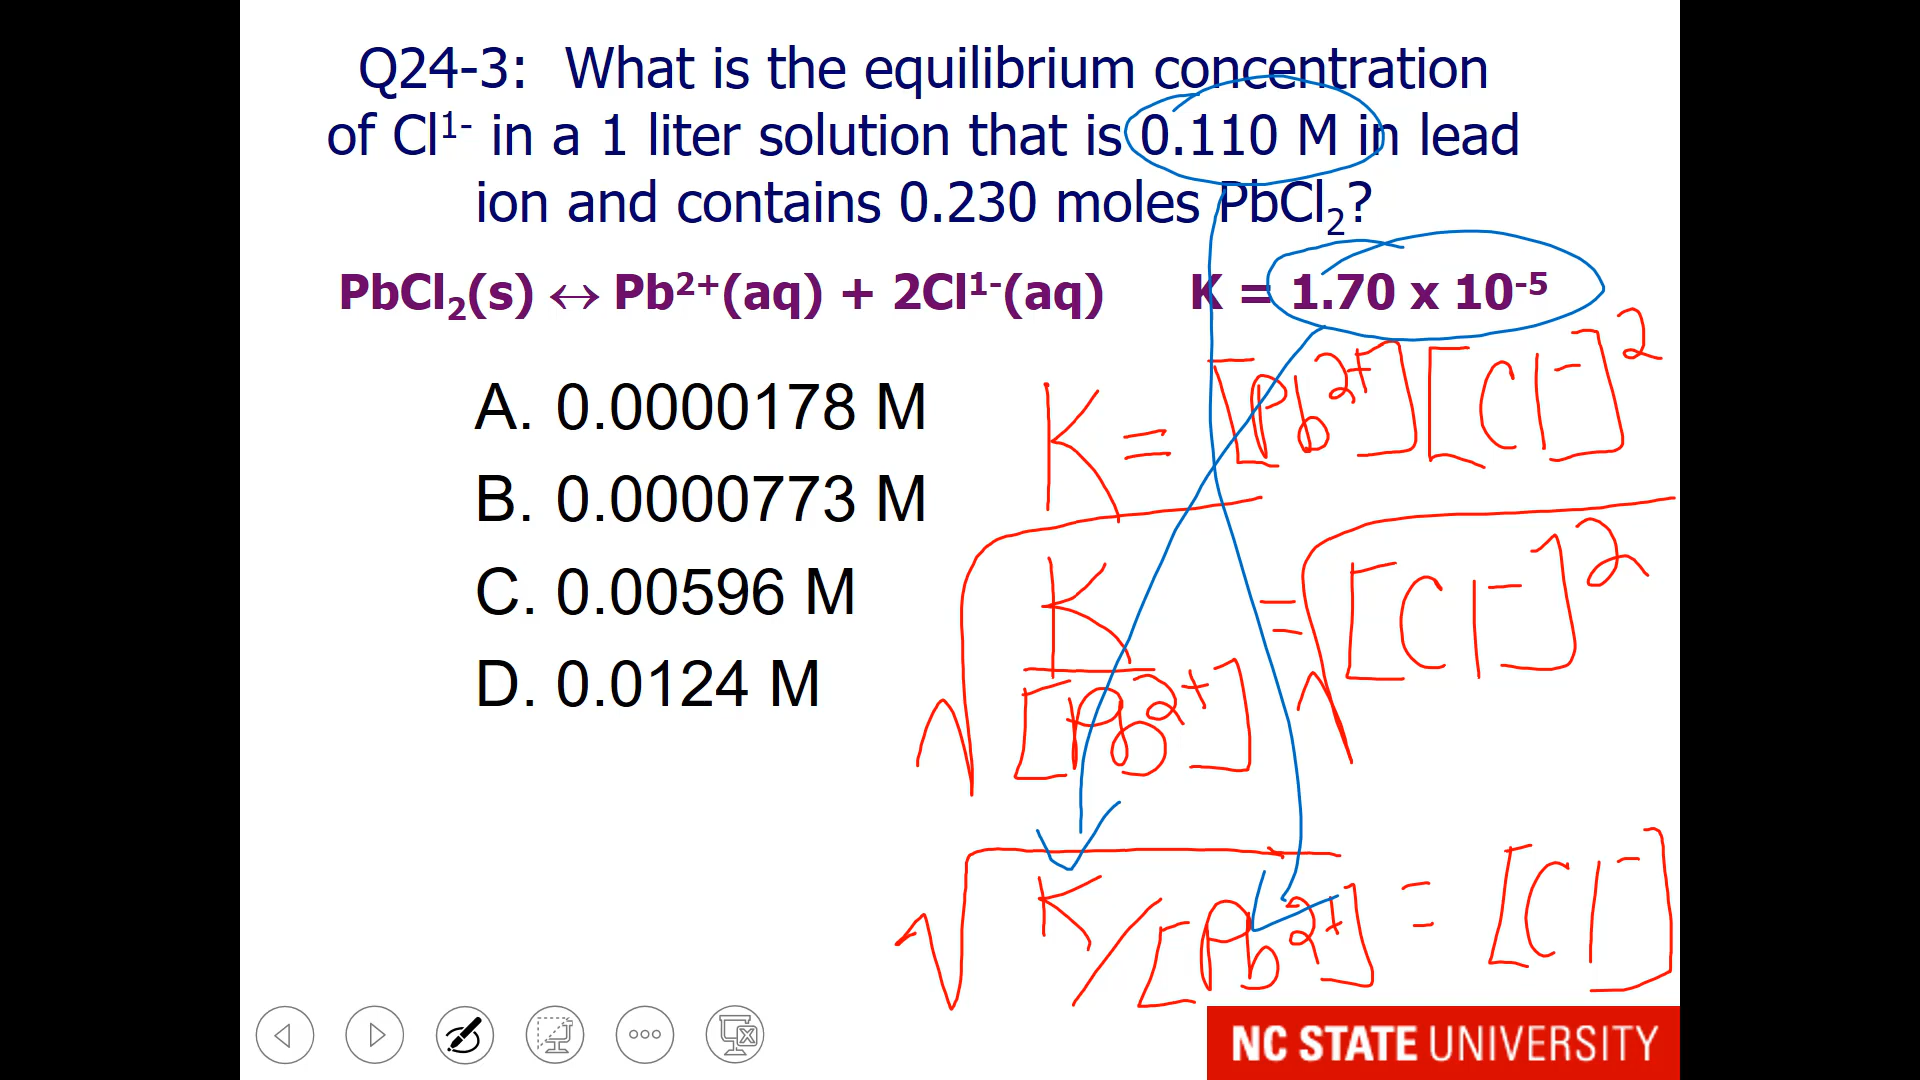 Q24-3: What is the equilibrium concentration
of Cl¹⁻ in a 1 liter solution that is 0.110 M in lead
ion and contains 0.230 moles PbCl₂?
PbCl₂(s) ↔ Pb²⁺(aq) + 2Cl¹⁻(aq) K = 1.70 x 10⁻⁵
A. 0.0000178 M
B. 0.0000773 M
C. 0.00596 M
D. 0.0124 M
K = [Pb²⁺][Cl⁻]²
√(K/[Pb²⁺]) = √([Cl⁻]²)
√(K/[Pb²⁺]) = [Cl⁻]
NC STATE UNIVERSITY